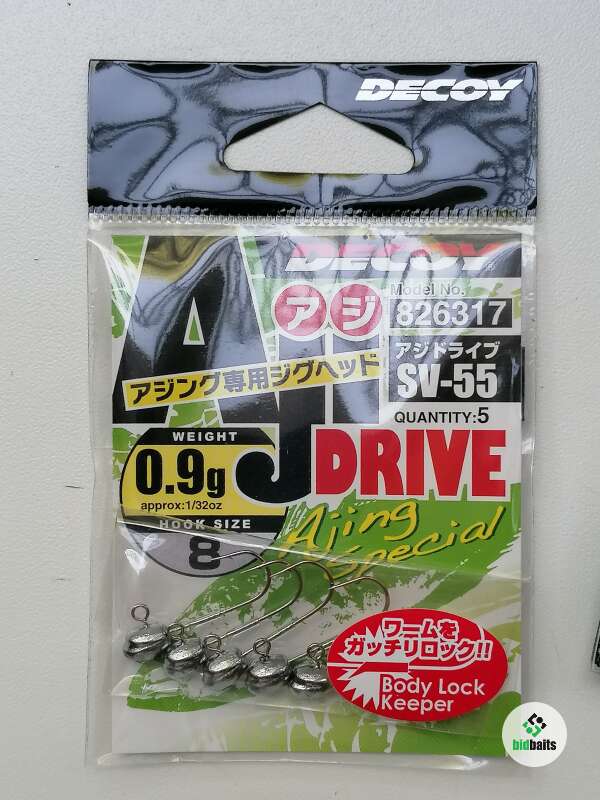 DECOY
DECOY
Model No.
826317
アジ
AJI
アジドライブ
SV-55
アジング専用ジグヘッド
QUANTITY:5
DRIVE
WEIGHT
0.9g
approx:1/32oz
HOOK SIZE
8
Ajing
Special
ワームを
ガッチリロック!!
Body Lock
Keeper
bidbaits